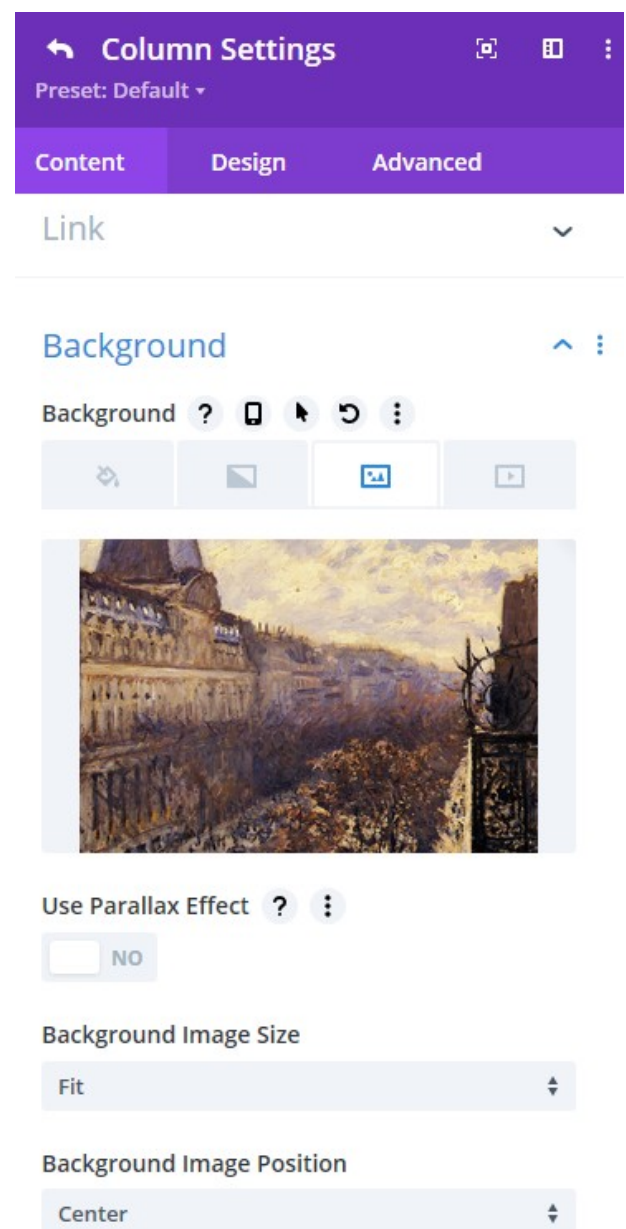 Column Settings
Preset: Default
Content Design Advanced
Link
Background
Background ?
Use Parallax Effect ?
NO
Background Image Size
Fit
Background Image Position
Center